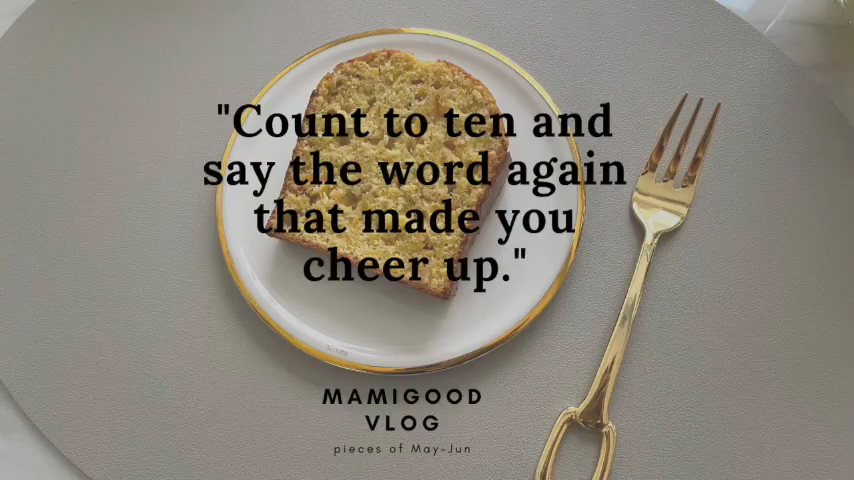 "Count to ten and
say the word again
that made you
cheer up."
MAMIGOOD
VLOG
pieces of May-Jun